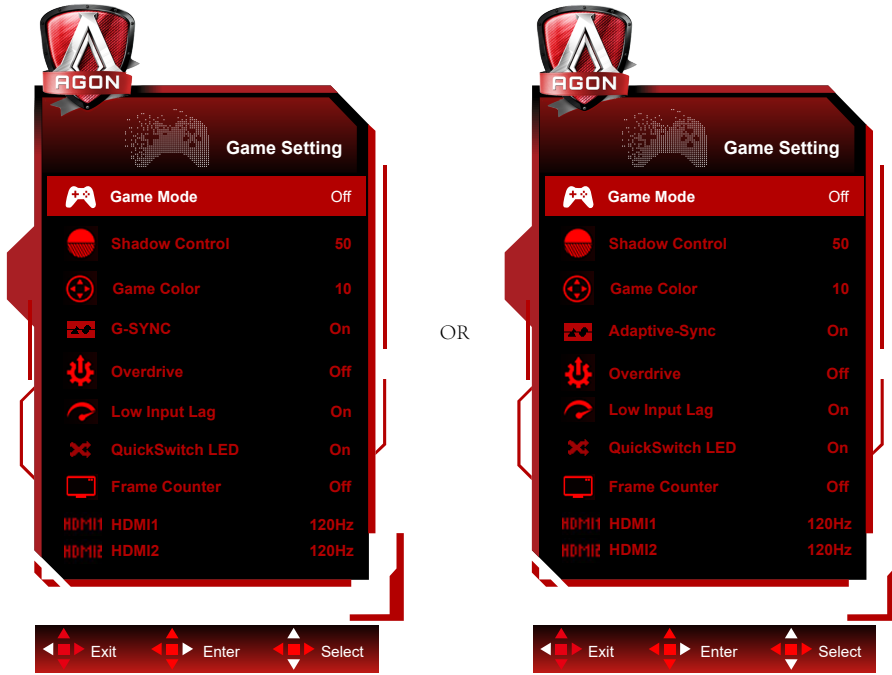 AGON
Game Setting
Game Mode Off
Shadow Control 50
Game Color 10
G-SYNC On
Overdrive Off
Low Input Lag On
QuickSwitch LED On
Frame Counter Off
HDMI1 HDMI1 120Hz
HDMI2 HDMI2 120Hz
Exit Enter Select
OR
AGON
Game Setting
Game Mode Off
Shadow Control 50
Game Color 10
Adaptive-Sync On
Overdrive Off
Low Input Lag On
QuickSwitch LED On
Frame Counter Off
HDMI1 HDMI1 120Hz
HDMI2 HDMI2 120Hz
Exit Enter Select